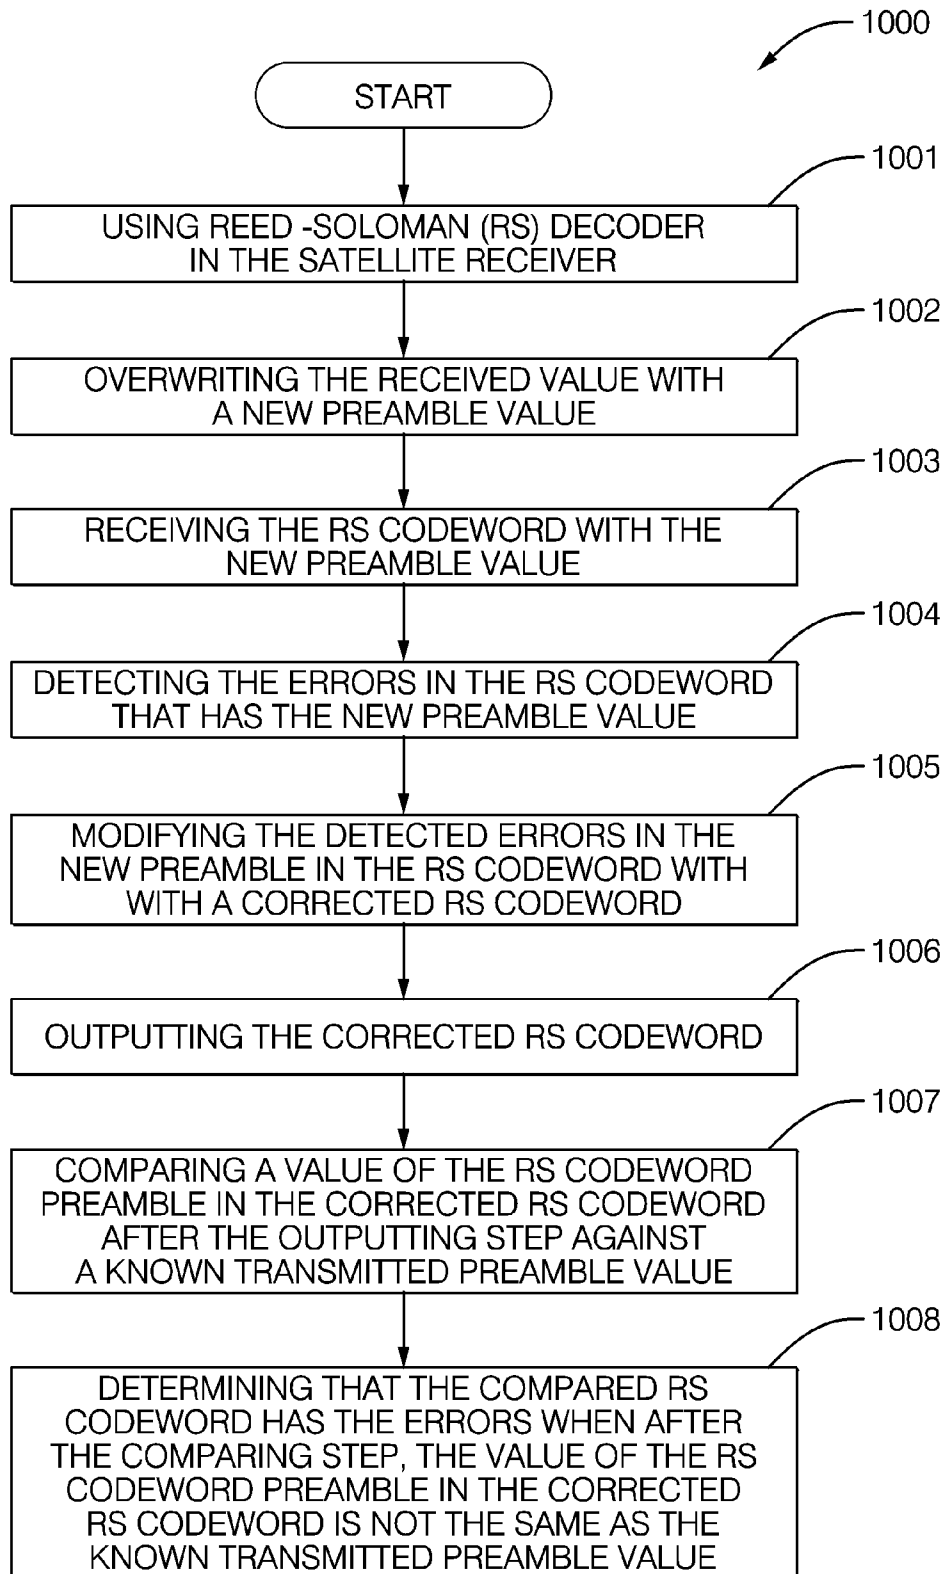 1000
START
1001
USING REED -SOLOMAN (RS) DECODER
IN THE SATELLITE RECEIVER
1002
OVERWRITING THE RECEIVED VALUE WITH
A NEW PREAMBLE VALUE
1003
RECEIVING THE RS CODEWORD WITH THE
NEW PREAMBLE VALUE
1004
DETECTING THE ERRORS IN THE RS CODEWORD
THAT HAS THE NEW PREAMBLE VALUE
1005
MODIFYING THE DETECTED ERRORS IN THE
NEW PREAMBLE IN THE RS CODEWORD WITH
WITH A CORRECTED RS CODEWORD
1006
OUTPUTTING THE CORRECTED RS CODEWORD
1007
COMPARING A VALUE OF THE RS CODEWORD
PREAMBLE IN THE CORRECTED RS CODEWORD
AFTER THE OUTPUTTING STEP AGAINST
A KNOWN TRANSMITTED PREAMBLE VALUE
1008
DETERMINING THAT THE COMPARED RS
CODEWORD HAS THE ERRORS WHEN AFTER
THE COMPARING STEP, THE VALUE OF THE RS
CODEWORD PREAMBLE IN THE CORRECTED
RS CODEWORD IS NOT THE SAME AS THE
KNOWN TRANSMITTED PREAMBLE VALUE